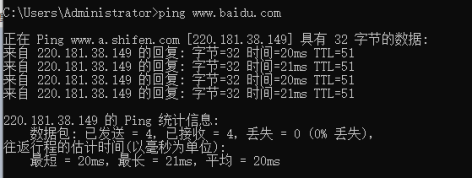 C:\Users\Administrator>ping www.baidu.com
正在 Ping www.a.shifen.com [220.181.38.149] 具有 32 字节的数据:
来自 220.181.38.149 的回复: 字节=32 时间=20ms TTL=51
来自 220.181.38.149 的回复: 字节=32 时间=21ms TTL=51
来自 220.181.38.149 的回复: 字节=32 时间=20ms TTL=51
来自 220.181.38.149 的回复: 字节=32 时间=21ms TTL=51
220.181.38.149 的 Ping 统计信息:
数据包: 已发送 = 4，已接收 = 4，丢失 = 0 (0% 丢失)，
往返行程的估计时间(以毫秒为单位):
最短 = 20ms，最长 = 21ms，平均 = 20ms